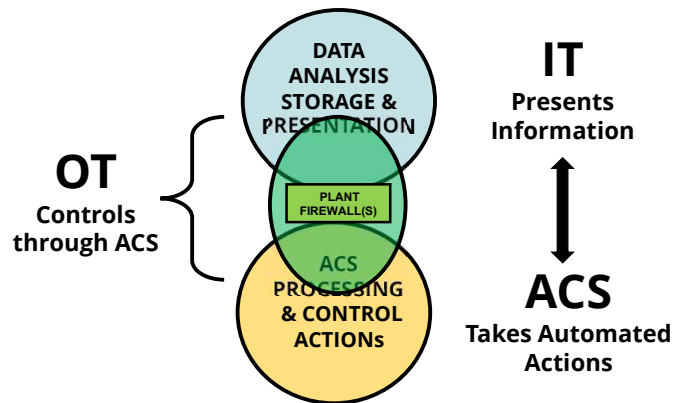 DATA
ANALYSIS
STORAGE &
PRESENTATION
IT
Presents
Information
OT
Controls
through ACS
PLANT
FIREWALL(S)
ACS
PROCESSING
& CONTROL
ACTIONs
ACS
Takes Automated
Actions